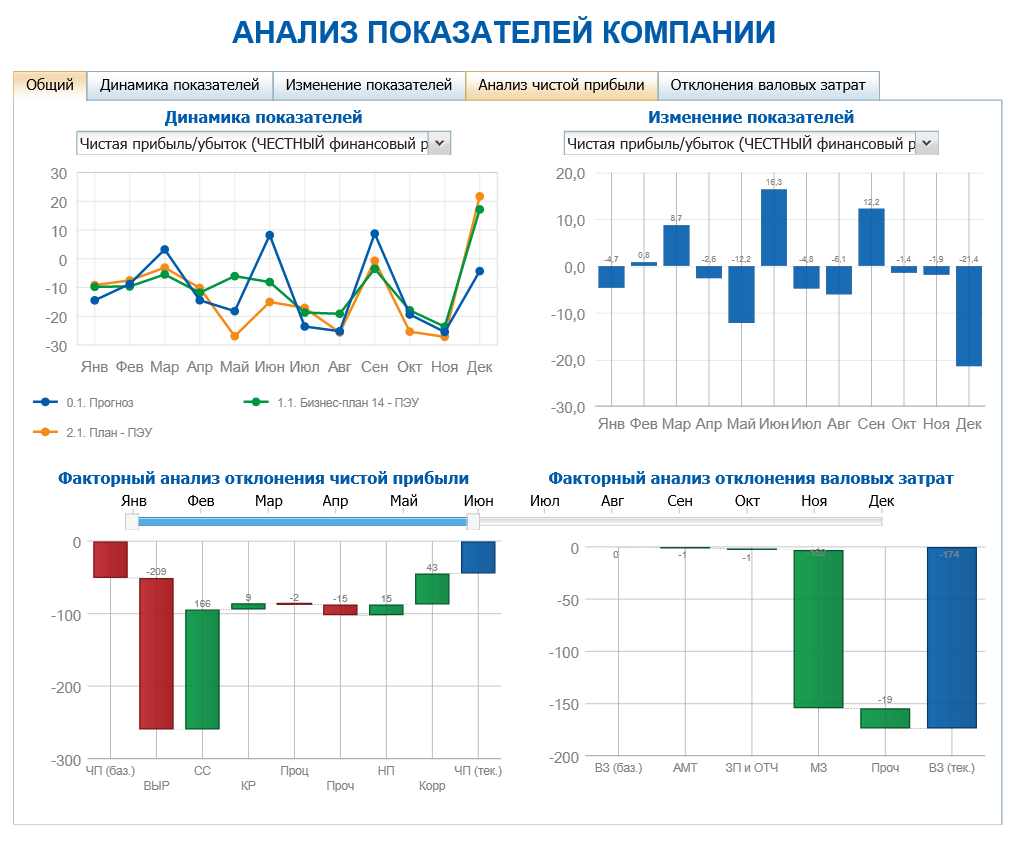 АНАЛИЗ ПОКАЗАТЕЛЕЙ КОМПАНИИ
Общий Динамика показателей Изменение показателей Анализ чистой прибыли Отклонения валовых затрат
Динамика показателей
Чистая прибыль/убыток (ЧЕСТНЫЙ финансовый р
30
20
10
0
-10
-20
-30
Янв Фев Мар Апр Май Июн Июл Авг Сен Окт Ноя Дек
0.1. Прогноз 1.1. Бизнес-план 14 - ПЭУ
2.1. План - ПЭУ
Изменение показателей
Чистая прибыль/убыток (ЧЕСТНЫЙ финансовый р
20,0
10,0
0,0
-10,0
-20,0
-30,0
-4,7 0,8 8,7 -2,6 -12,2 16,3 -4,8 -6,1 12,2 -1,4 -1,9 -21,4
Янв Фев Мар Апр Май Июн Июл Авг Сен Окт Ноя Дек
Факторный анализ отклонения чистой прибыли
Факторный анализ отклонения валовых затрат
Янв Фев Мар Апр Май Июн Июл Авг Сен Окт Ноя Дек
0
-100
-200
-300
-209 166 9 -2 -15 15 43
ЧП (баз.) СС Проц НП ЧП (тек.)
ВЫР КР Проч Корр
0
-50
-100
-150
-200
0 -1 -1 -152 -19 -174
ВЗ (баз.) АМТ ЗП и ОТЧ МЗ Проч ВЗ (тек.)